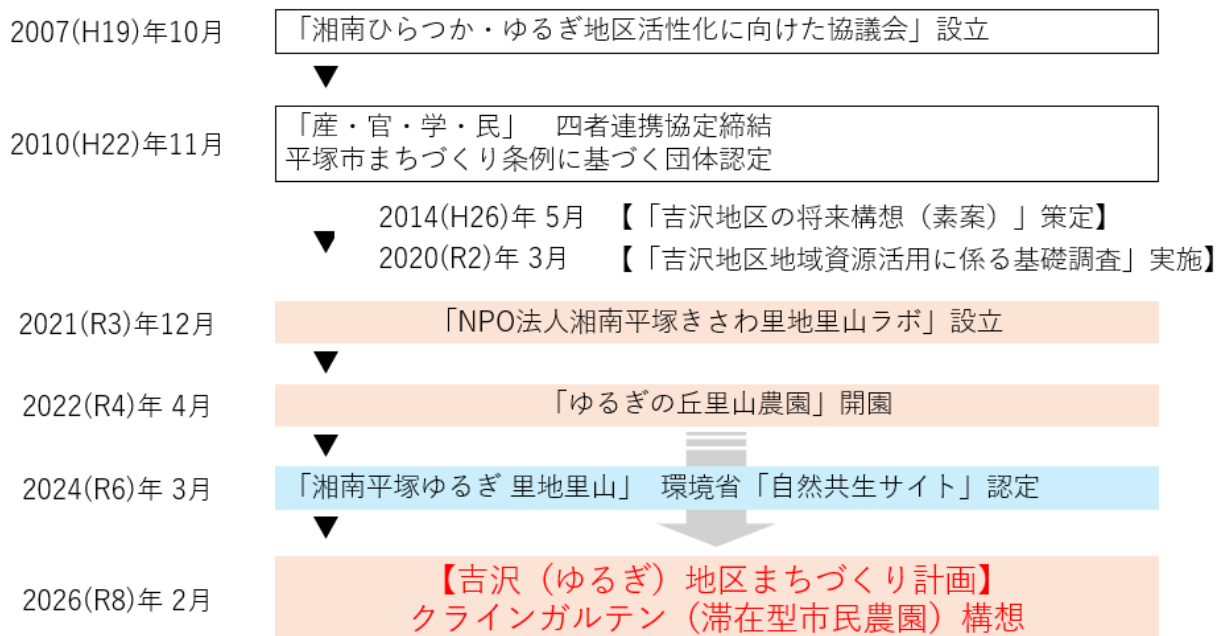 2007(H19)年10月 「湘南ひらつか・ゆるぎ地区活性化に向けた協議会」設立
▼
2010(H22)年11月 「産・官・学・民」 四者連携協定締結
平塚市まちづくり条例に基づく団体認定
2014(H26)年 5月 【「吉沢地区の将来構想（素案）」策定】
▼
2020(R2)年 3月 【「吉沢地区地域資源活用に係る基礎調査」実施】
2021(R3)年12月 「NPO法人湘南平塚きさわ里地里山ラボ」設立
▼
2022(R4)年 4月 「ゆるぎの丘里山農園」開園
▼
2024(R6)年 3月 「湘南平塚ゆるぎ 里地里山」 環境省「自然共生サイト」認定
▼
2026(R8)年 2月 【吉沢（ゆるぎ）地区まちづくり計画】
クラインガルテン（滞在型市民農園）構想